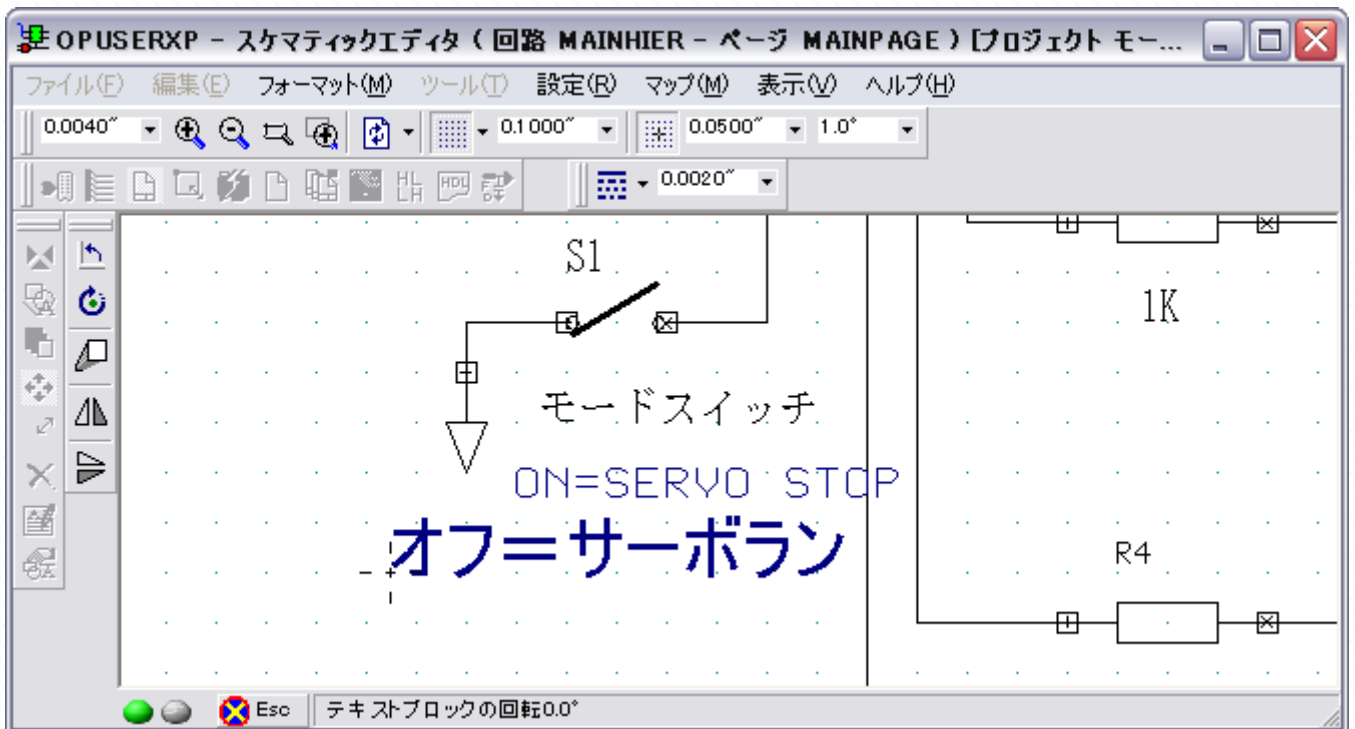 OPUSERXP - スケマティックエディタ ( 回路 MAINHIER - ページ MAINPAGE ) [プロジェクト モー...
ファイル(F) 編集(E) フォーマット(M) ツール(T) 設定(R) マップ(M) 表示(V) ヘルプ(H)
0.0040″ 0.1000″ 0.0500″ 1.0°
HL LH HDL 0.0020″
S1
1K
モードスイッチ
ON=SERVO STOP
オフ＝サーボラン
R4
Esc テキストブロックの回転0.0°